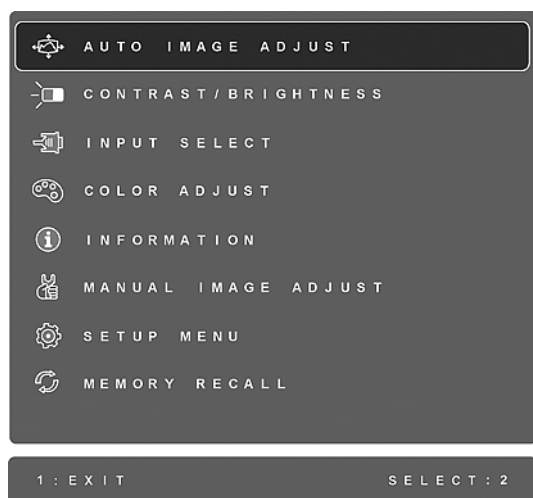 AUTO IMAGE ADJUST
CONTRAST/BRIGHTNESS
INPUT SELECT
COLOR ADJUST
INFORMATION
MANUAL IMAGE ADJUST
SETUP MENU
MEMORY RECALL
1:EXIT SELECT:2